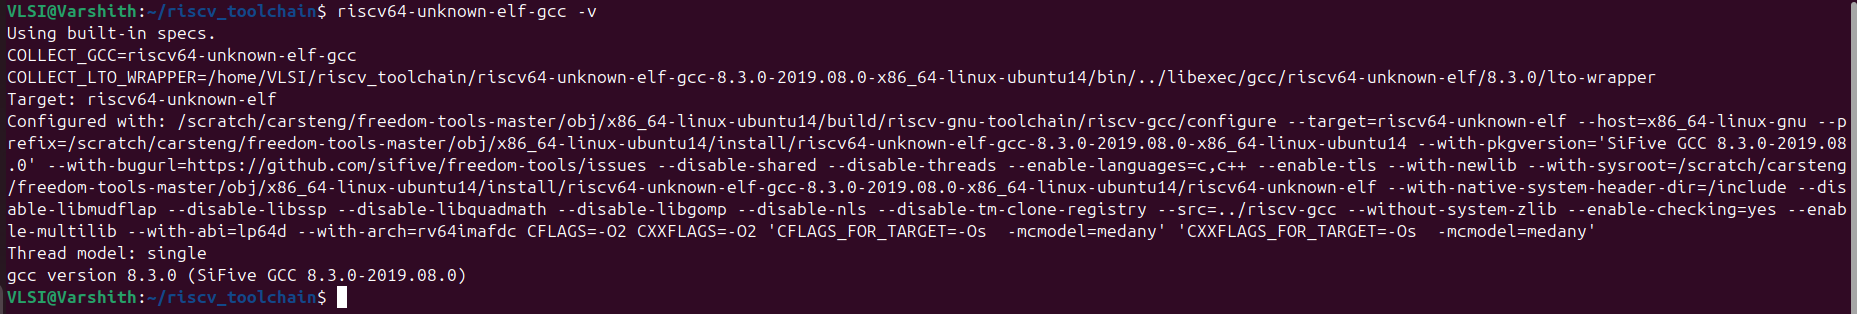 VLSI@Varshith:~/riscv_toolchain$ riscv64-unknown-elf-gcc -v
Using built-in specs.
COLLECT_GCC=riscv64-unknown-elf-gcc
COLLECT_LTO_WRAPPER=/home/VLSI/riscv_toolchain/riscv64-unknown-elf-gcc-8.3.0-2019.08.0-x86_64-linux-ubuntu14/bin/../libexec/gcc/riscv64-unknown-elf/8.3.0/lto-wrapper
Target: riscv64-unknown-elf
Configured with: /scratch/carsteng/freedom-tools-master/obj/x86_64-linux-ubuntu14/build/riscv-gnu-toolchain/riscv-gcc/configure --target=riscv64-unknown-elf --host=x86_64-linux-gnu --p
refix=/scratch/carsteng/freedom-tools-master/obj/x86_64-linux-ubuntu14/install/riscv64-unknown-elf-gcc-8.3.0-2019.08.0-x86_64-linux-ubuntu14 --with-pkgversion='SiFive GCC 8.3.0-2019.08
.0' --with-bugurl=https://github.com/sifive/freedom-tools/issues --disable-shared --disable-threads --enable-languages=c,c++ --enable-tls --with-newlib --with-sysroot=/scratch/carsteng
/freedom-tools-master/obj/x86_64-linux-ubuntu14/install/riscv64-unknown-elf-gcc-8.3.0-2019.08.0-x86_64-linux-ubuntu14/riscv64-unknown-elf --with-native-system-header-dir=/include --dis
able-libmudflap --disable-libssp --disable-libquadmath --disable-libgomp --disable-nls --disable-tm-clone-registry --src=../riscv-gcc --without-system-zlib --enable-checking=yes --enab
le-multilib --with-abi=lp64d --with-arch=rv64imafdc CFLAGS=-O2 CXXFLAGS=-O2 'CFLAGS_FOR_TARGET=-Os  -mcmodel=medany' 'CXXFLAGS_FOR_TARGET=-Os  -mcmodel=medany'
Thread model: single
gcc version 8.3.0 (SiFive GCC 8.3.0-2019.08.0)
VLSI@Varshith:~/riscv_toolchain$